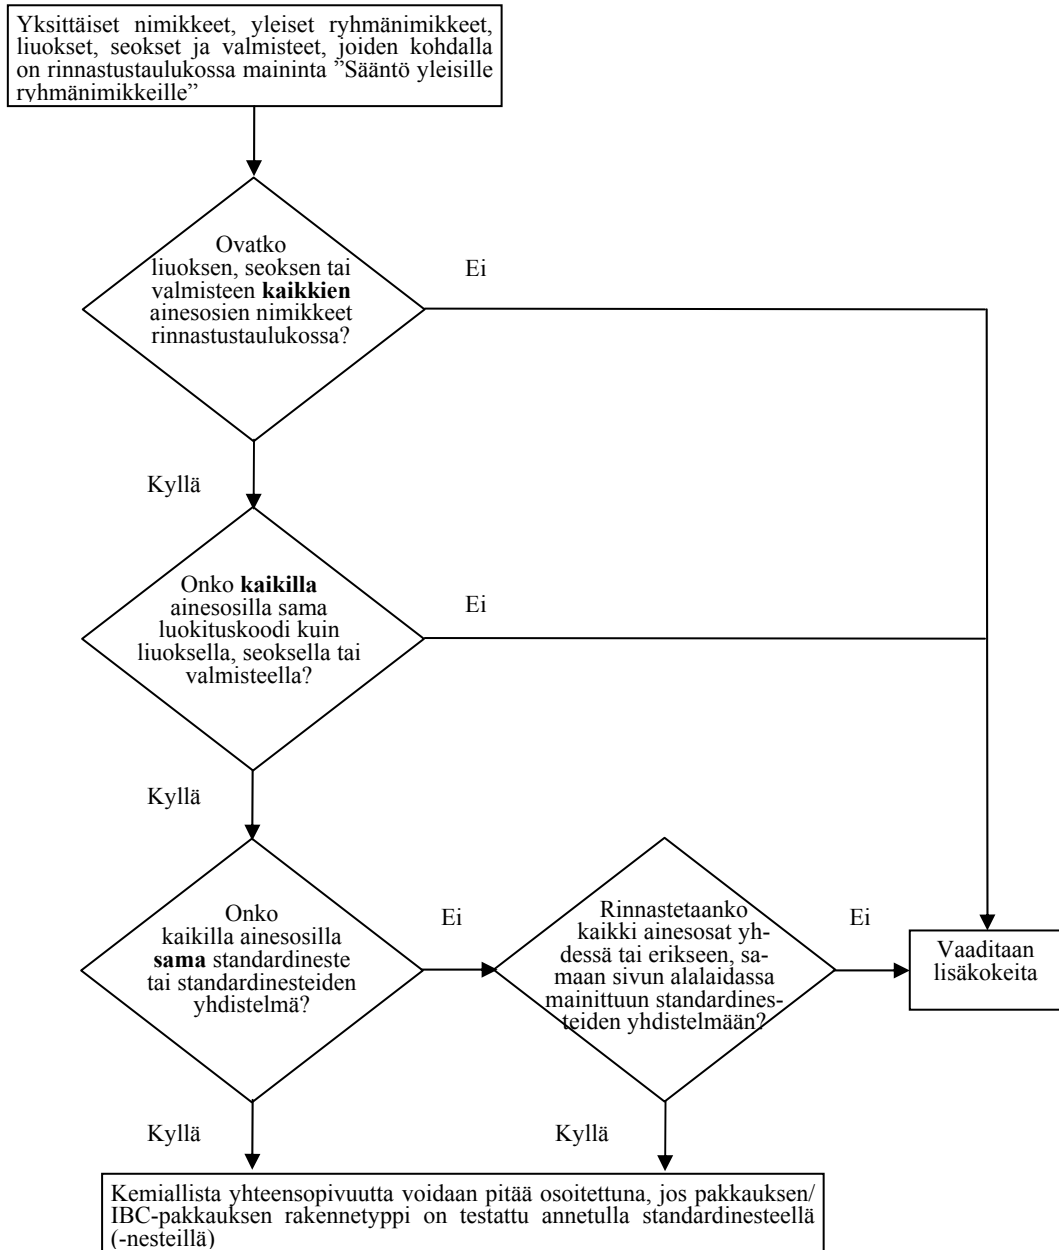 Yksittäiset nimikkeet, yleiset ryhmänimikkeet,
liuokset, seokset ja valmisteet, joiden kohdalla
on rinnastustaulukossa maininta ”Sääntö yleisille
ryhmänimikkeille”
Ovatko
liuoksen, seoksen tai
valmisteen kaikkien
ainesosien nimikkeet
rinnastustaulukossa?
Ei
Kyllä
Onko kaikilla
ainesosilla sama
luokituskoodi kuin
liuoksella, seoksella tai
valmisteella?
Ei
Kyllä
Onko
kaikilla ainesosilla
sama standardineste
tai standardinesteiden
yhdistelmä?
Ei
Rinnastetaanko
kaikki ainesosat yh-
dessä tai erikseen, sa-
maan sivun alalaidassa
mainittuun standardines-
teiden yhdistelmään?
Ei
Vaaditaan
lisäkokeita
Kyllä
Kyllä
Kemiallista yhteensopivuutta voidaan pitää osoitettuna, jos pakkauksen/
IBC-pakkauksen rakennetyppi on testattu annetulla standardinesteellä
(-nesteillä)